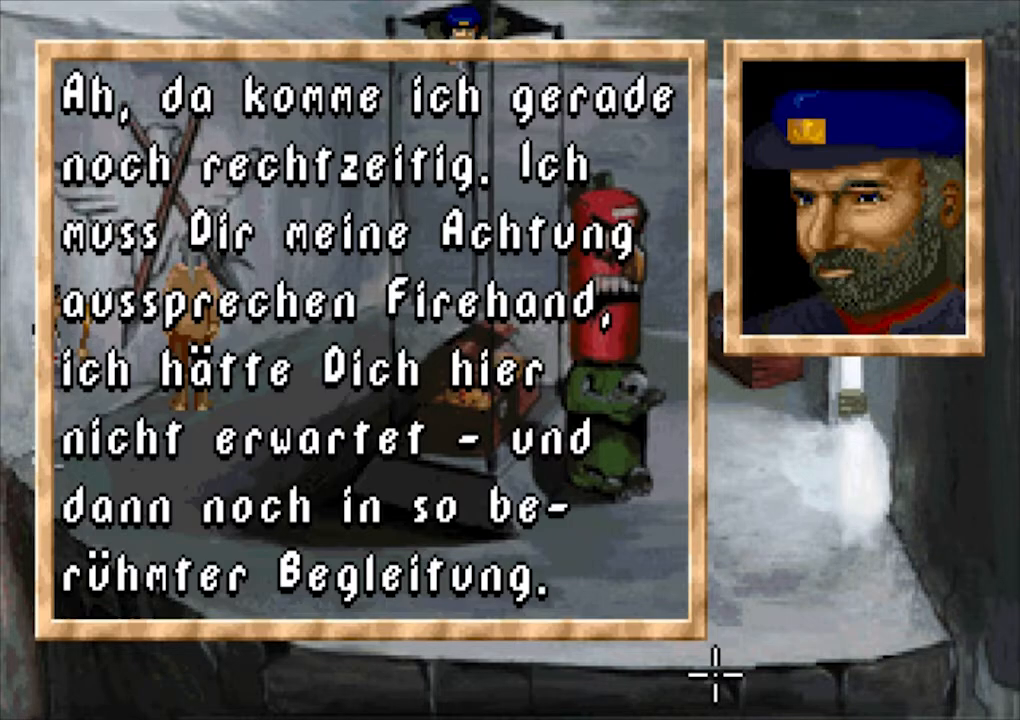 Ah, da komme ich gerade
noch rechtzeitig. Ich
muss Dir meine Achtung
aussprechen Firehand,
ich hätte Dich hier
nicht erwartet - und
dann noch in so be-
rühmter Begleitung.